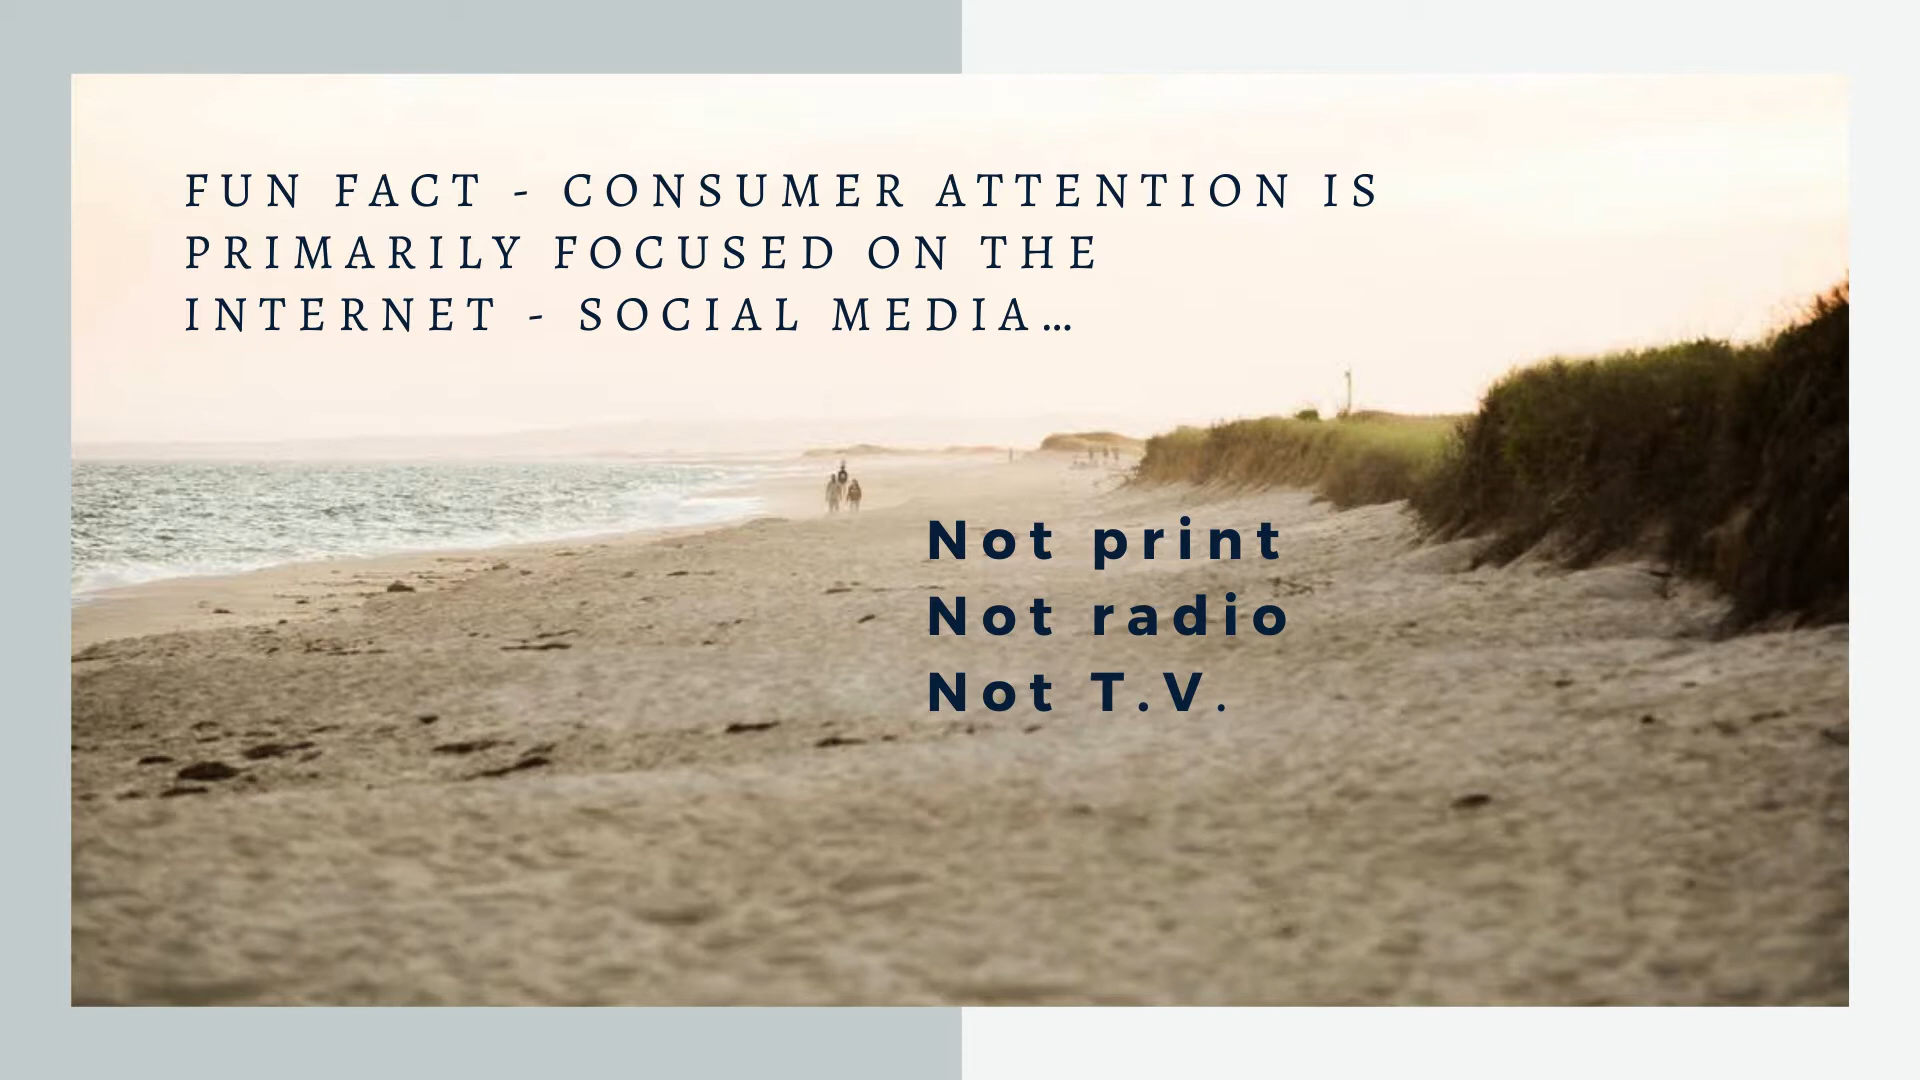 FUN FACT - CONSUMER ATTENTION IS
PRIMARILY FOCUSED ON THE
INTERNET - SOCIAL MEDIA…
Not print
Not radio
Not T.V.